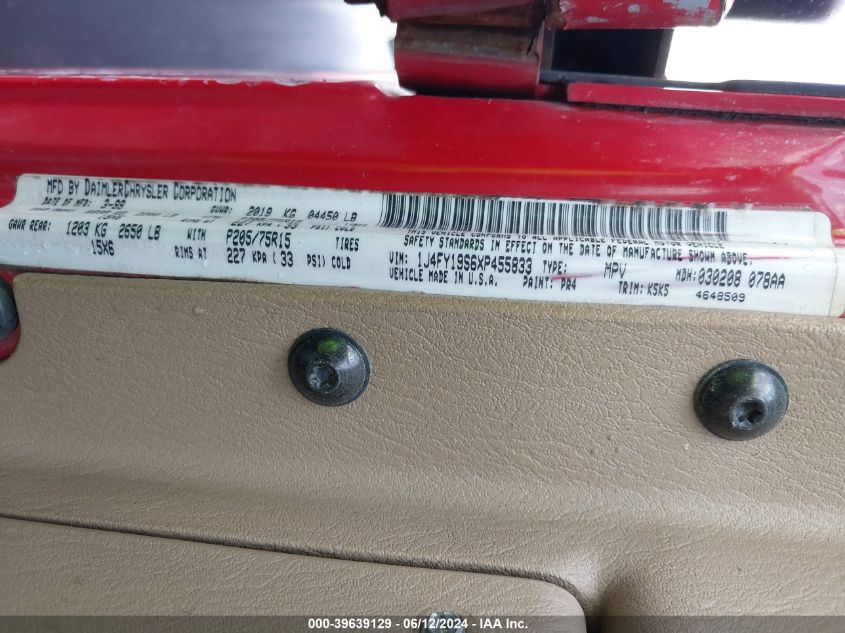 MFD BY DAIMLERCHRYSLER CORPORATION
DATE OF MFD: 3-99 GVWR: 2019 KG 04450 LB
GAWR REAR: 1203 KG 2650 LB WITH P205/75R15 TIRES
15X6 RIMS AT 227 KPA ( 33 PSI) COLD
THIS VEHICLE CONFORMS TO ALL APPLICABLE FEDERAL MOTOR VEHICLE
SAFETY STANDARDS IN EFFECT ON THE DATE OF MANUFACTURE SHOWN ABOVE.
VIN: 1J4FY19S6XP455833 TYPE: MPV MDH:030208 078AA
VEHICLE MADE IN U.S.A. PAINT: PR4 TRIM: K5K5 4648509
000-39639129 - 06/12/2024 - IAA Inc.